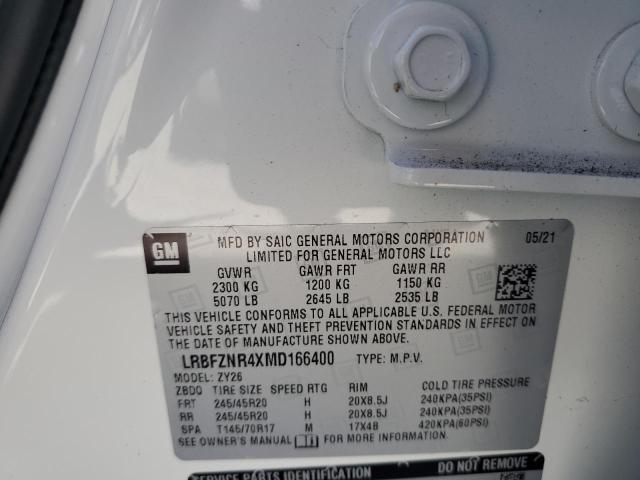 GM
MFD BY SAIC GENERAL MOTORS CORPORATION 05/21
LIMITED FOR GENERAL MOTORS LLC
GVWR GAWR FRT GAWR RR
2300 KG 1200 KG 1150 KG
5070 LB 2645 LB 2535 LB
THIS VEHICLE CONFORMS TO ALL APPLICABLE U.S. FEDERAL MOTOR
VEHICLE SAFETY AND THEFT PREVENTION STANDARDS IN EFFECT ON
THE DATE OF MANUFACTURE SHOWN ABOVE.
LRBFZNR4XMD166400 TYPE: M.P.V.
MODEL: ZY26
ZBDQ TIRE SIZE SPEED RTG RIM COLD TIRE PRESSURE
FRT 245/45R20 H 20X8.5J 240KPA(35PSI)
RR 245/45R20 H 20X8.5J 240KPA(35PSI)
SPA T145/70R17 M 17X4B 420KPA(60PSI)
SEE OWNER'S MANUAL FOR MORE INFORMATION.
SERVICE PARTS IDENTIFICATION DO NOT REMOVE